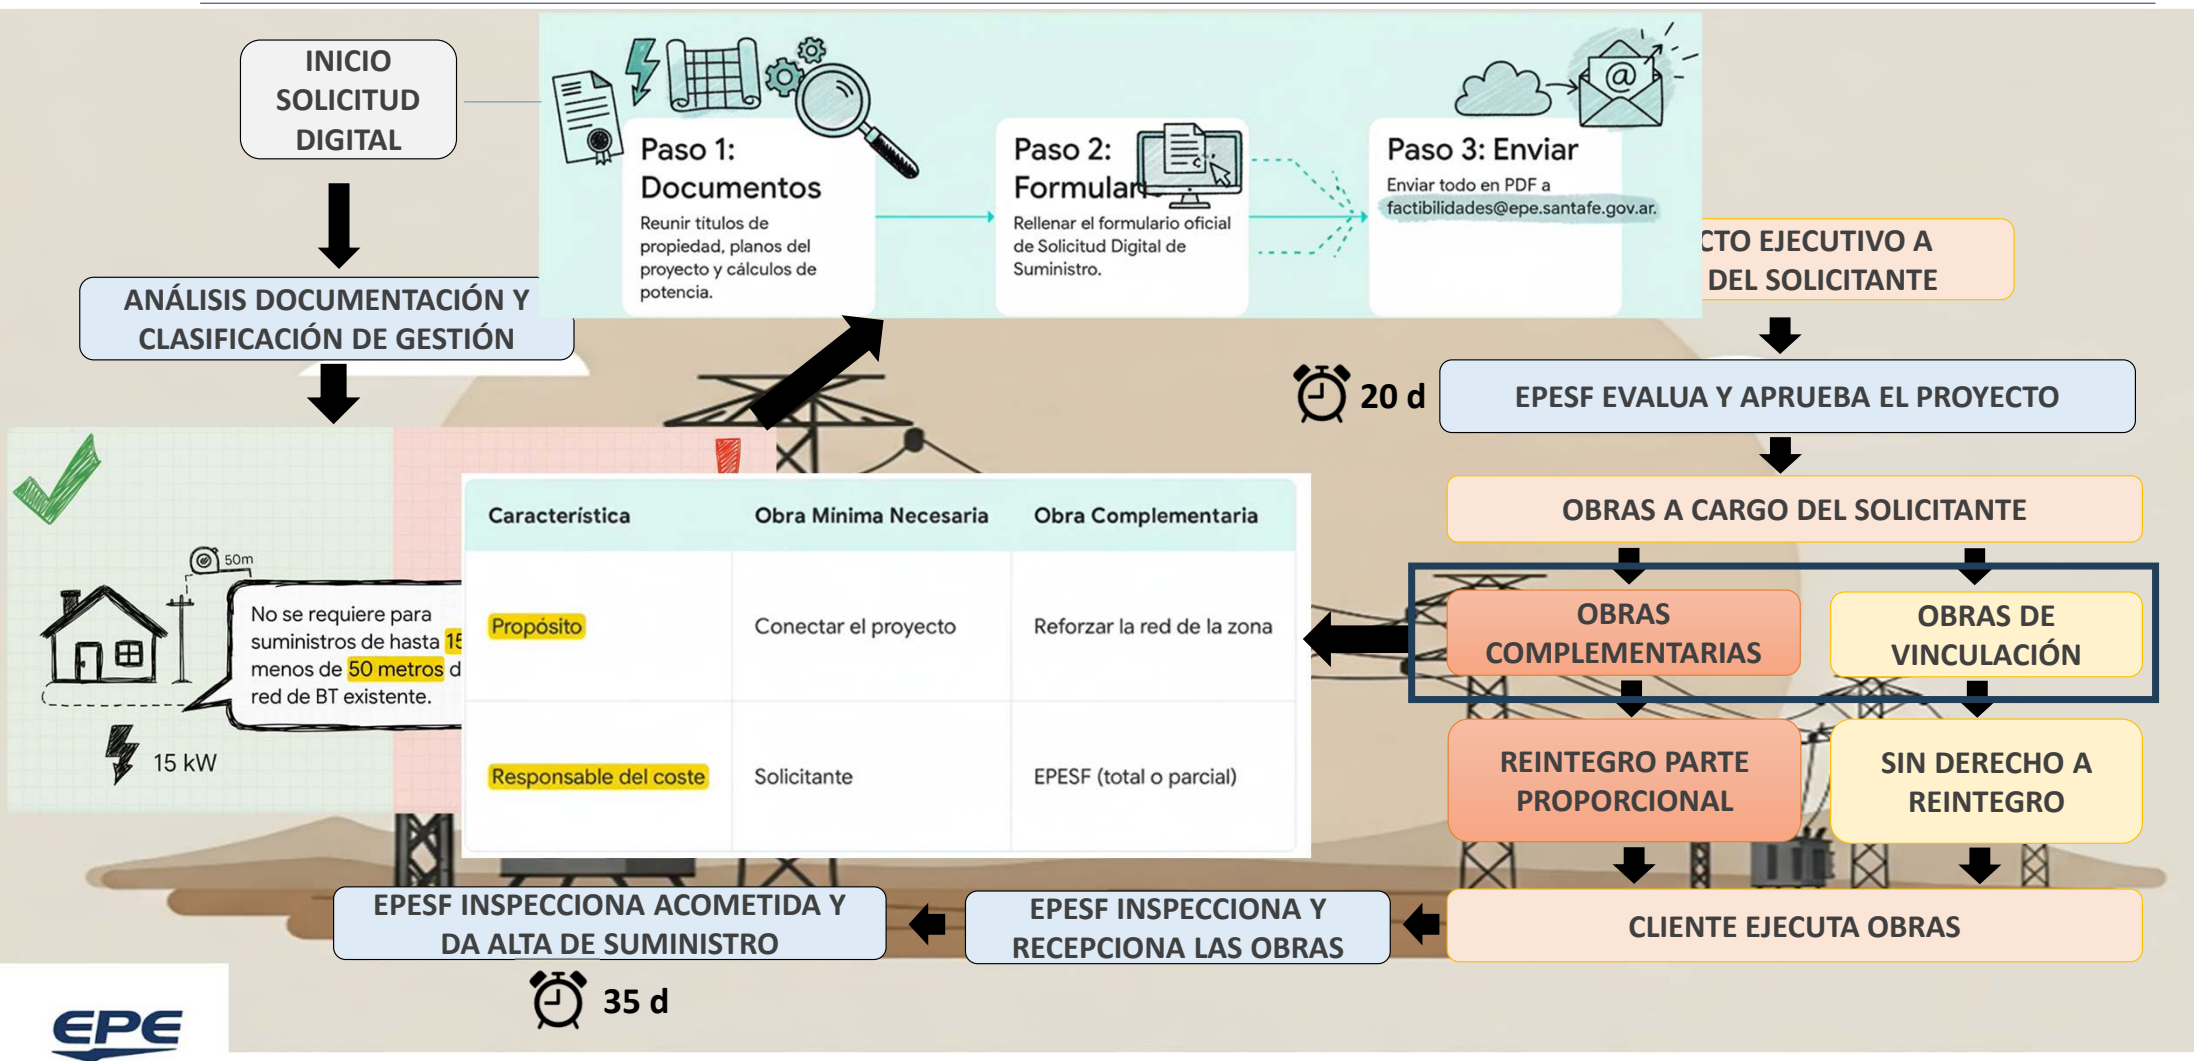 INICIO
SOLICITUD
DIGITAL
Paso 1:
Documentos
Reunir títulos de
propiedad, planos del
proyecto y cálculos de
potencia.
Paso 2:
Formular
Rellenar el formulario oficial
de Solicitud Digital de
Suministro.
@
Paso 3: Enviar
Enviar todo en PDF a
factibilidades@epe.santafe.gov.ar.
ANÁLISIS DOCUMENTACIÓN Y
CLASIFICACIÓN DE GESTIÓN
CTO EJECUTIVO A
DEL SOLICITANTE
20 d
EPESF EVALUA Y APRUEBA EL PROYECTO
OBRAS A CARGO DEL SOLICITANTE
50m
No se requiere para
suministros de hasta 15
menos de 50 metros d
red de BT existente.
15 kW
Característica
Obra Mínima Necesaria
Obra Complementaria
Propósito
Conectar el proyecto
Reforzar la red de la zona
Responsable del coste
Solicitante
EPESF (total o parcial)
OBRAS
COMPLEMENTARIAS
OBRAS DE
VINCULACIÓN
REINTEGRO PARTE
PROPORCIONAL
SIN DERECHO A
REINTEGRO
CLIENTE EJECUTA OBRAS
EPESF INSPECCIONA Y
RECEPCIONA LAS OBRAS
EPESF INSPECCIONA ACOMETIDA Y
DA ALTA DE SUMINISTRO
35 d
EPE